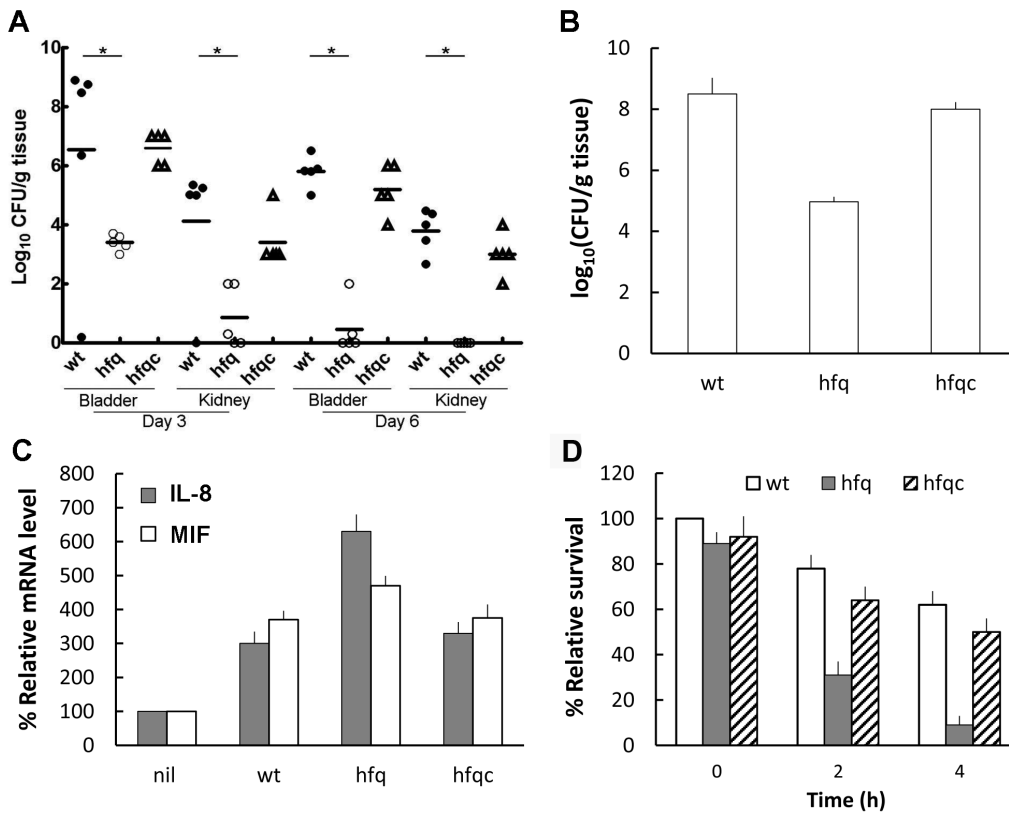 A
Log10 CFU/g tissue
10
8
6
4
2
0
* * * *
wt hfq hfqc wt hfq hfqc wt hfq hfqc wt hfq hfqc
Bladder Kidney Bladder Kidney
Day 3 Day 6
B
log10(CFU/g tissue)
10
8
6
4
2
0
wt hfq hfqc
C
% Relative mRNA level
800
700
600
500
400
300
200
100
0
IL-8
MIF
nil wt hfq hfqc
D
% Relative survival
120
100
80
60
40
20
0
wt hfq hfqc
0 2 4
Time (h)